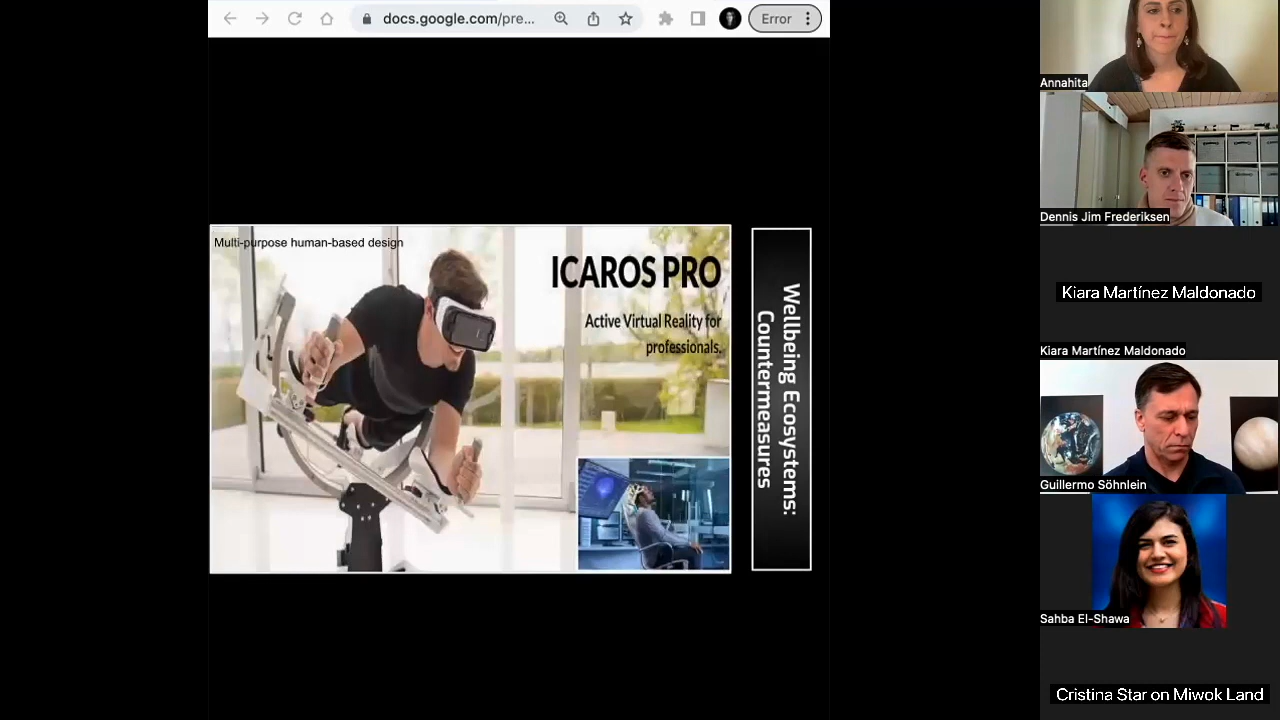 docs.google.com/pre...
Error
Multi-purpose human-based design
ICAROS PRO
Active Virtual Reality for
professionals.
Wellbeing Ecosystems:
Countermeasures
Annahita
Dennis Jim Frederiksen
Kiara Martínez Maldonado
Kiara Martínez Maldonado
Guillermo Söhnlein
Sahba El-Shawa
Cristina Star on Miwok Land